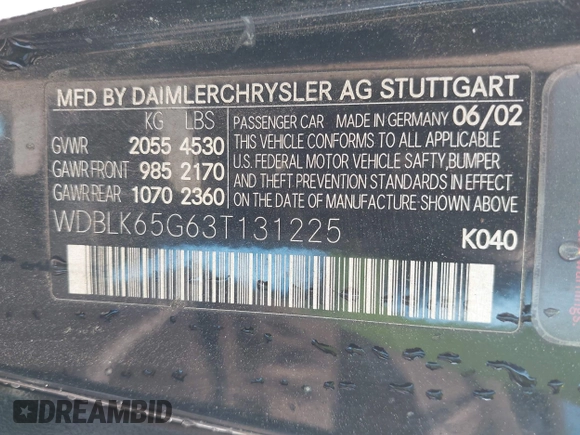 MFD BY DAIMLERCHRYSLER AG STUTTGART
KG LBS
GVWR 2055 4530
GAWR FRONT 985 2170
GAWR REAR 1070 2360
PASSENGER CAR MADE IN GERMANY 06/02
THIS VEHICLE CONFORMS TO ALL APPLICABLE
U.S. FEDERAL MOTOR VEHICLE SAFTY, BUMPER
AND THEFT PREVENTION STANDARDS IN EFFECT
ON THE DATE OF MANUFACTURE SHOWN ABOVE
WDBLK65G63T131225
K040
DREAMBID